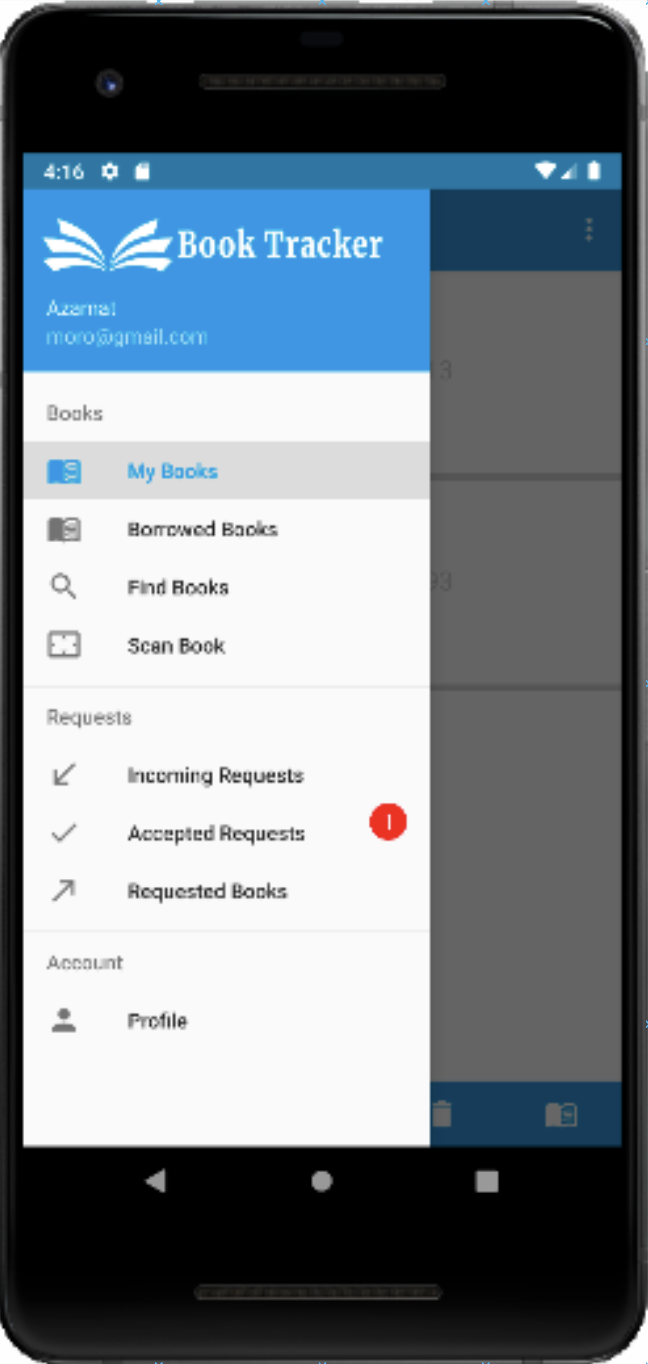 4:16
Book Tracker
Azamat
moro@gmail.com
Books
My Books
Borrowed Books
Find Books
Scan Book
Requests
Incoming Requests
Accepted Requests
!
Requested Books
Account
Profile
13
93